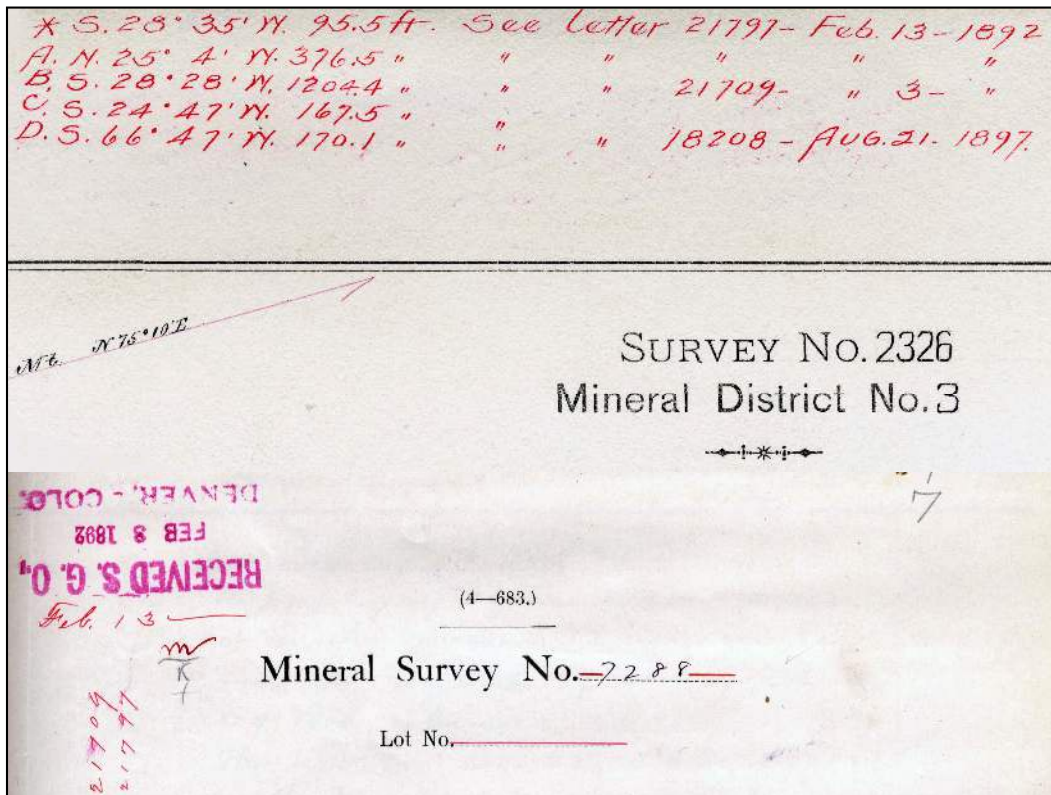 * S. 28° 35' W. 95.5 ft. See Letter 21797- Feb. 13- 1892
A. N. 25° 4' W. 376.5 " " " " " "
B. S. 28° 28' W. 1204.4 " " " 21709- " 3- "
C. S. 24° 47' W. 167.5 " "
D. S. 66° 47' W. 170.1 " " " 18208 - AUG. 21. 1897.
N 75° 10' E
SURVEY No. 2326
Mineral District No. 3
7
DENVER, - COLO.
FEB 8 1892
RECEIVED S. G. O.,
Feb. 13
(4—683.)
Mineral Survey No. 7288
Lot No.
21709
21797